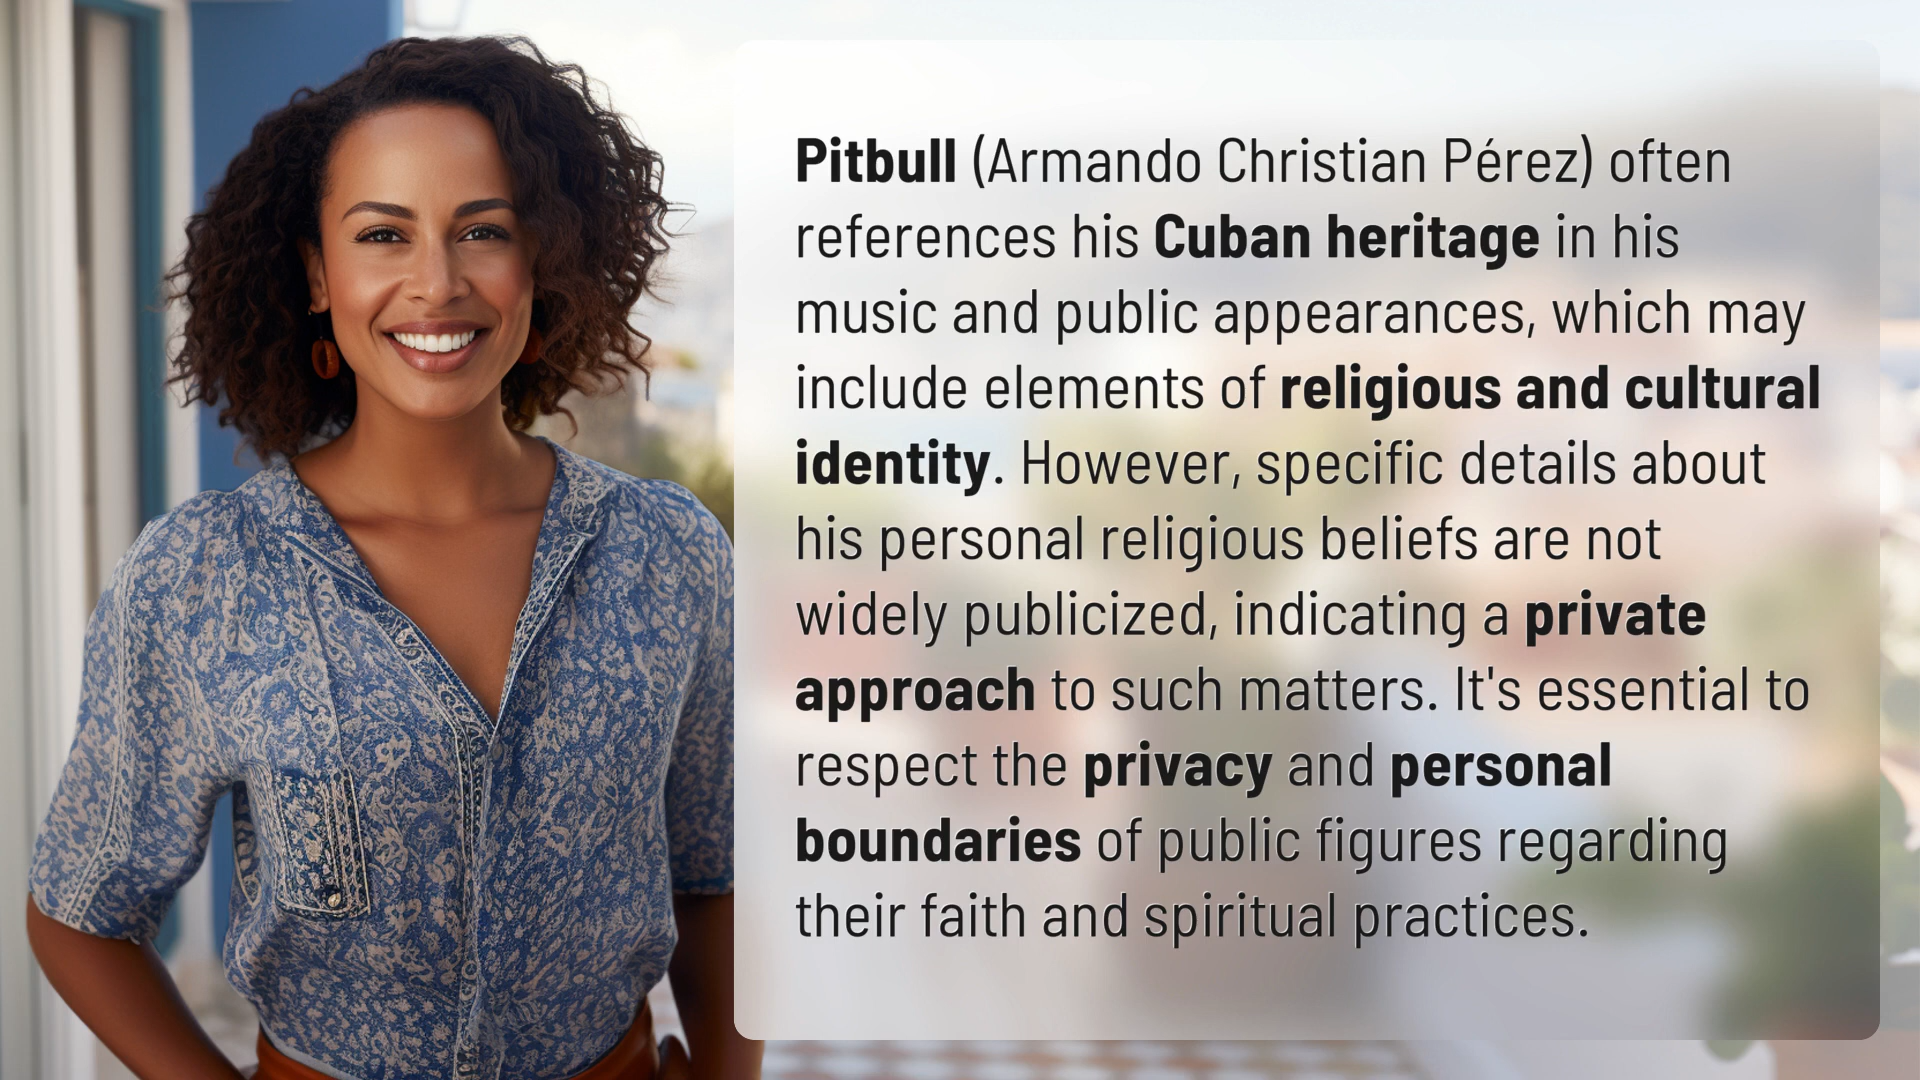 Pitbull (Armando Christian Pérez) often
references his Cuban heritage in his
music and public appearances, which may
include elements of religious and cultural
identity. However, specific details about
his personal religious beliefs are not
widely publicized, indicating a private
approach to such matters. It's essential to
respect the privacy and personal
boundaries of public figures regarding
their faith and spiritual practices.